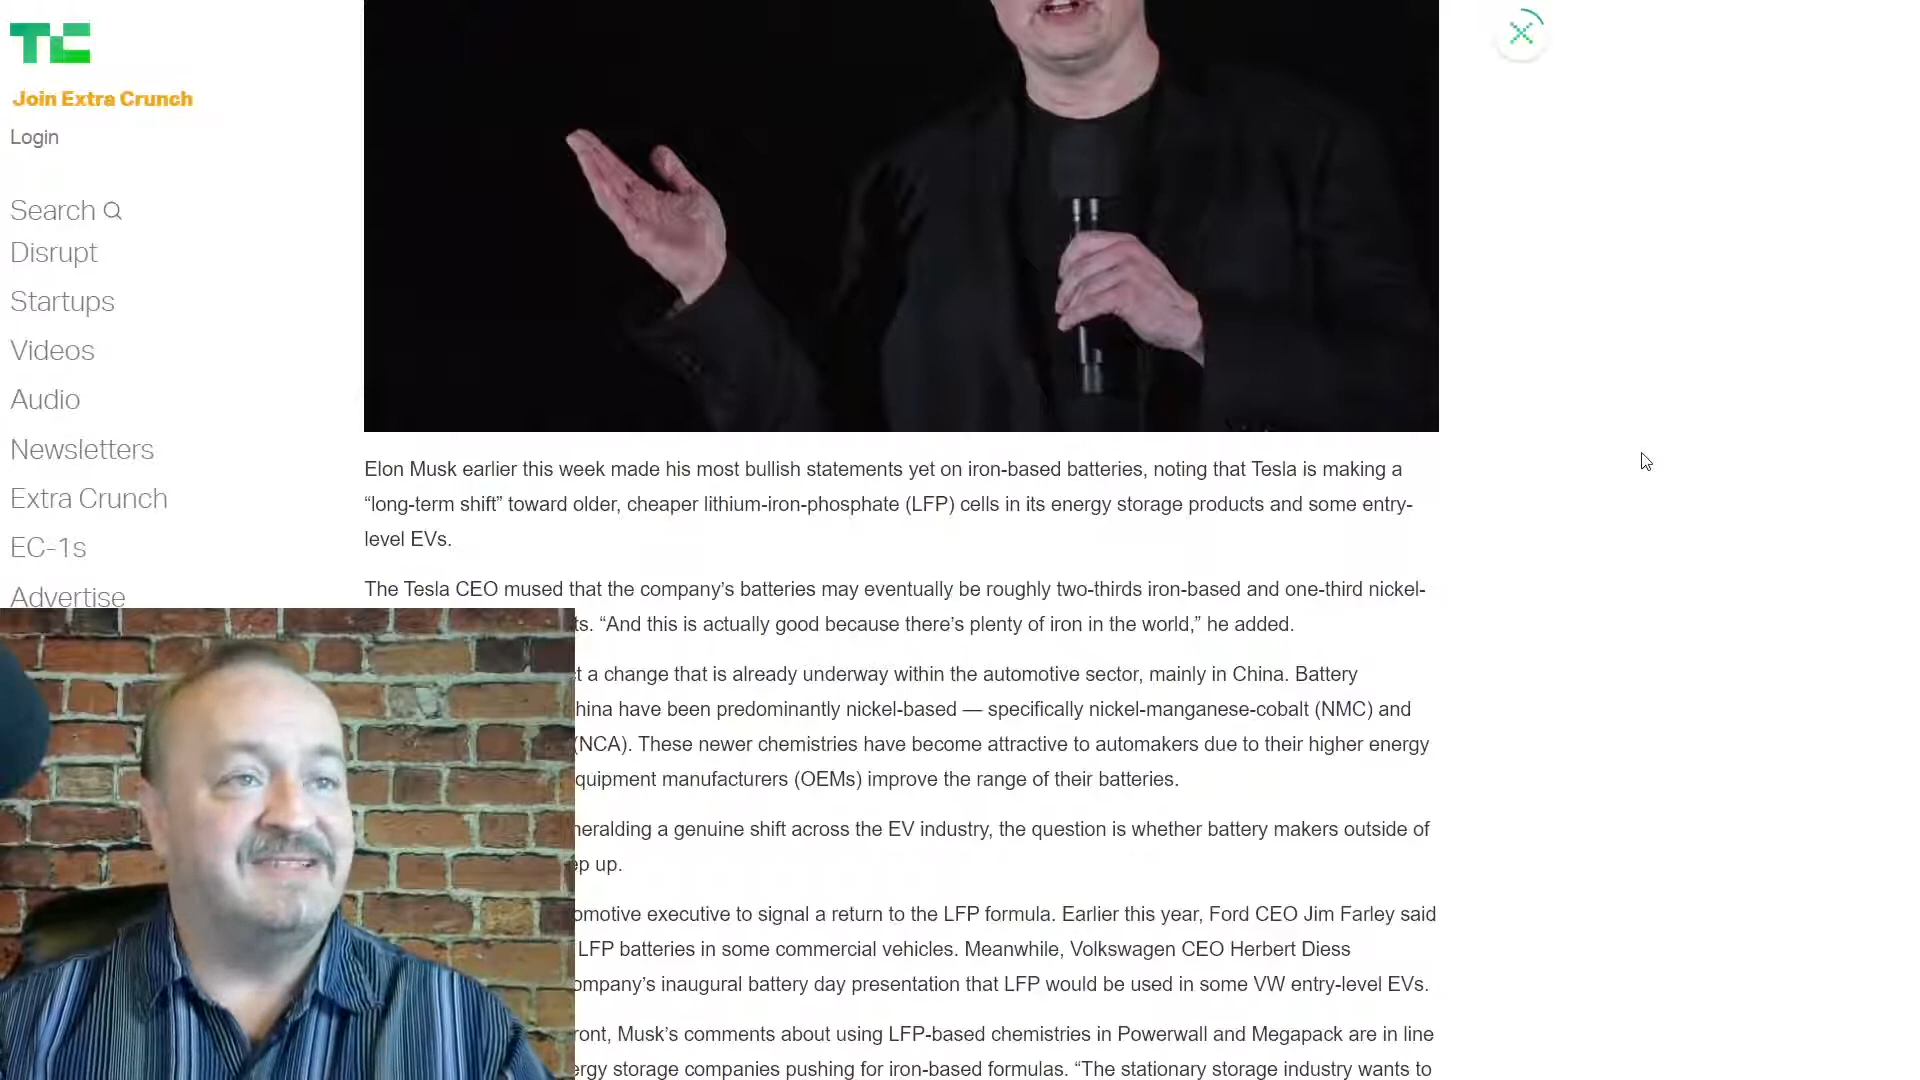 TC
Join Extra Crunch
Login
Search
Disrupt
Startups
Videos
Audio
Newsletters
Extra Crunch
EC-1s
Advertise
Elon Musk earlier this week made his most bullish statements yet on iron-based batteries, noting that Tesla is making a
“long-term shift” toward older, cheaper lithium-iron-phosphate (LFP) cells in its energy storage products and some entry-
level EVs.
The Tesla CEO mused that the company’s batteries may eventually be roughly two-thirds iron-based and one-third nickel-
“And this is actually good because there’s plenty of iron in the world,” he added.
a change that is already underway within the automotive sector, mainly in China. Battery
have been predominantly nickel-based — specifically nickel-manganese-cobalt (NMC) and
(NCA). These newer chemistries have become attractive to automakers due to their higher energy
equipment manufacturers (OEMs) improve the range of their batteries.
heralding a genuine shift across the EV industry, the question is whether battery makers outside of
up.
executive to signal a return to the LFP formula. Earlier this year, Ford CEO Jim Farley said
LFP batteries in some commercial vehicles. Meanwhile, Volkswagen CEO Herbert Diess
inaugural battery day presentation that LFP would be used in some VW entry-level EVs.
Musk’s comments about using LFP-based chemistries in Powerwall and Megapack are in line
storage companies pushing for iron-based formulas. “The stationary storage industry wants to